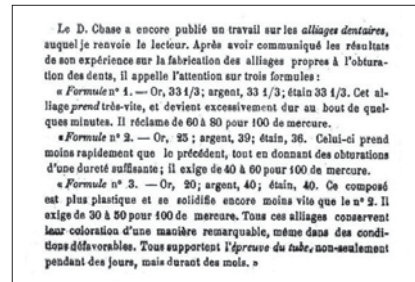 Le D. Chase a encore publié un travail sur les alliages dentaires,
auquel je renvoie le lecteur. Après avoir communiqué les résultats
de son expérience sur la fabrication des alliages propres à l'obtura-
tion des dents, il appelle l'attention sur trois formules :
« Formule n° 1. — Or, 33 1/3; argent, 33 1/3; étain 33 1/3. Cet al-
liage prend très-vite, et devient excessivement dur au bout de quel-
ques minutes. Il réclame de 60 à 80 pour 100 de mercure.
«Formule n° 2. — Or, 25 ; argent, 39; étain, 36. Celui-ci prend
moins rapidement que le précédent, tout en donnant des obturations
d'une dureté suffisante; il exige de 40 à 60 pour 100 de mercure.
«Formule n° 3. — Or, 20; argent, 40; étain, 40. Ce composé
est plus plastique et se solidifie encore moins vite que le n° 2. Il
exige de 30 à 50 pour 100 de mercure. Tous ces alliages conservent
leur coloration d'une manière remarquable, même dans des condi-
tions défavorables. Tous supportent l'épreuve du tube, non-seulement
pendant des jours, mais durant des mois. »